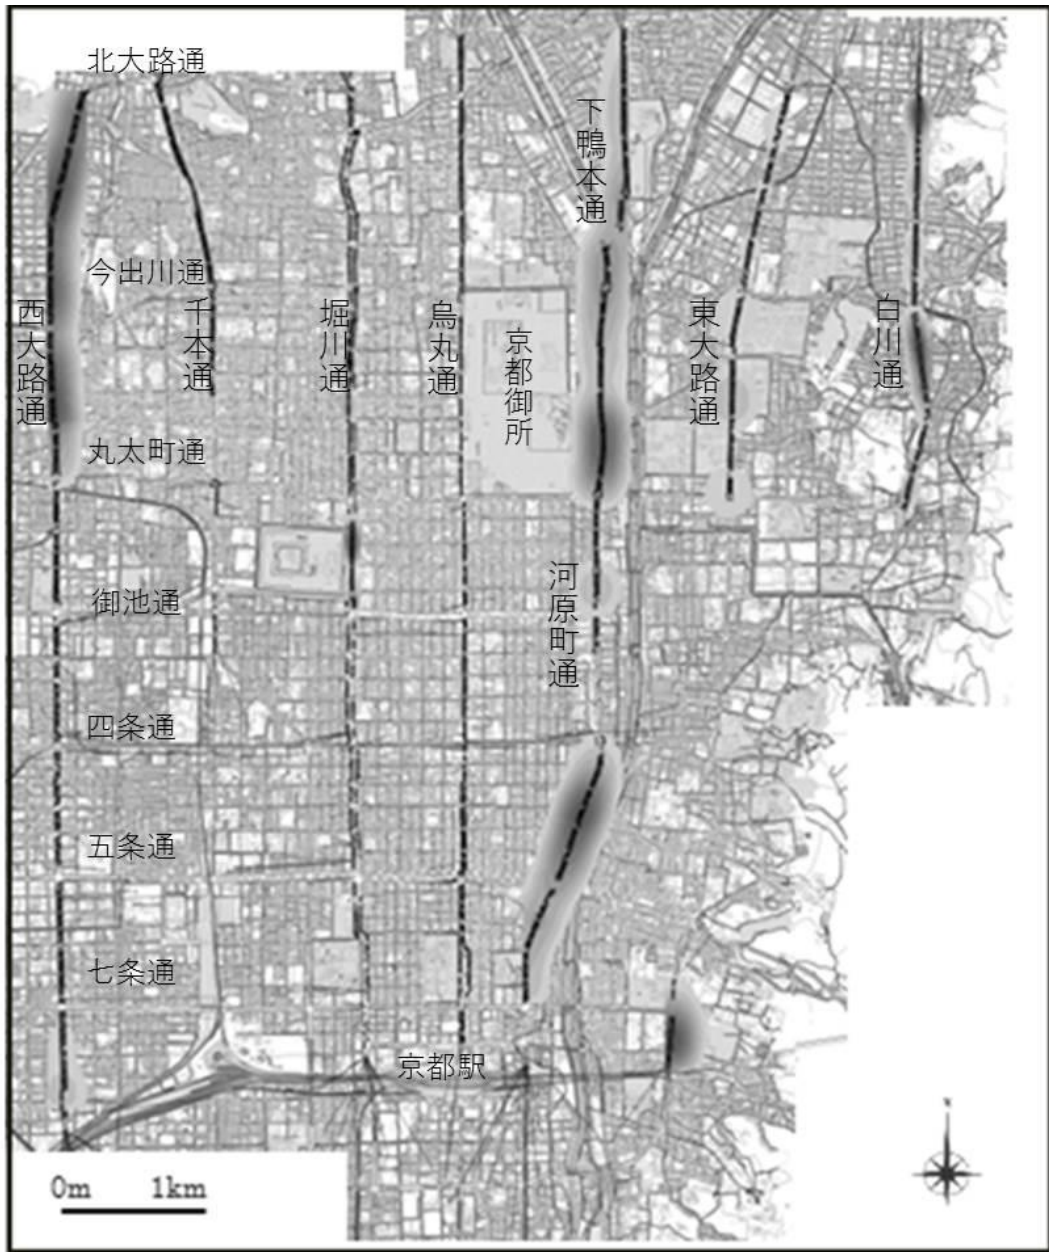 北大路通
下鴨本通
今出川通
西大路通
千本通
堀川通
烏丸通
京都御所
東大路通
白川通
丸太町通
河原町通
御池通
四条通
五条通
七条通
京都駅
0m 1km